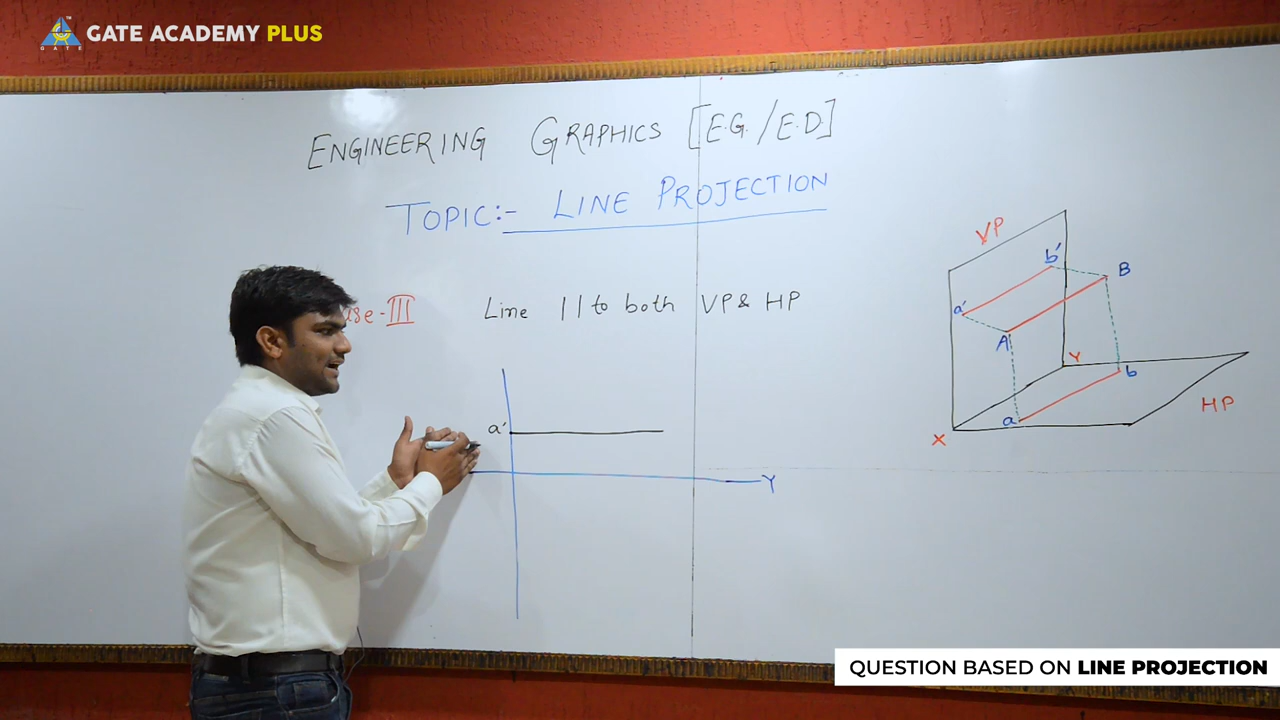 GATE ACADEMY PLUS
GATE
ENGINEERING GRAPHICS [E.G./E.D]
TOPIC:- LINE PROJECTION
VP
b'
B
a'
A
Y
b
HP
a
X
se-III Line || to both VP & HP
a'
Y
QUESTION BASED ON LINE PROJECTION